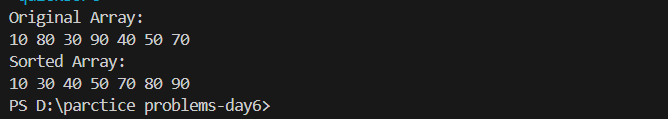 Original Array:
10 80 30 90 40 50 70
Sorted Array:
10 30 40 50 70 80 90
PS D:\parctice problems-day6>